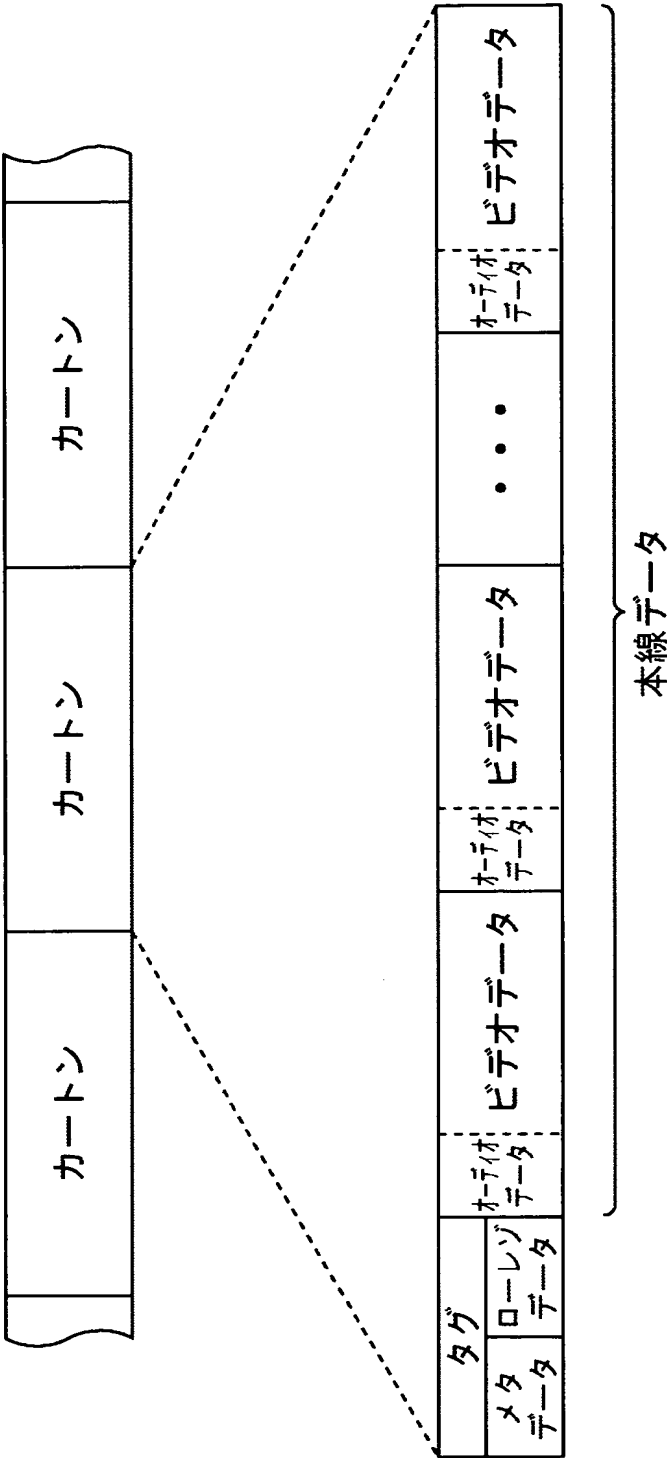 カートン
カートン
カートン
タグ
メタ
データ
ローレゾ
データ
オーディオ
データ
ビデオデータ
オーディオ
データ
ビデオデータ
・・・
オーディオ
データ
ビデオデータ
本線データ